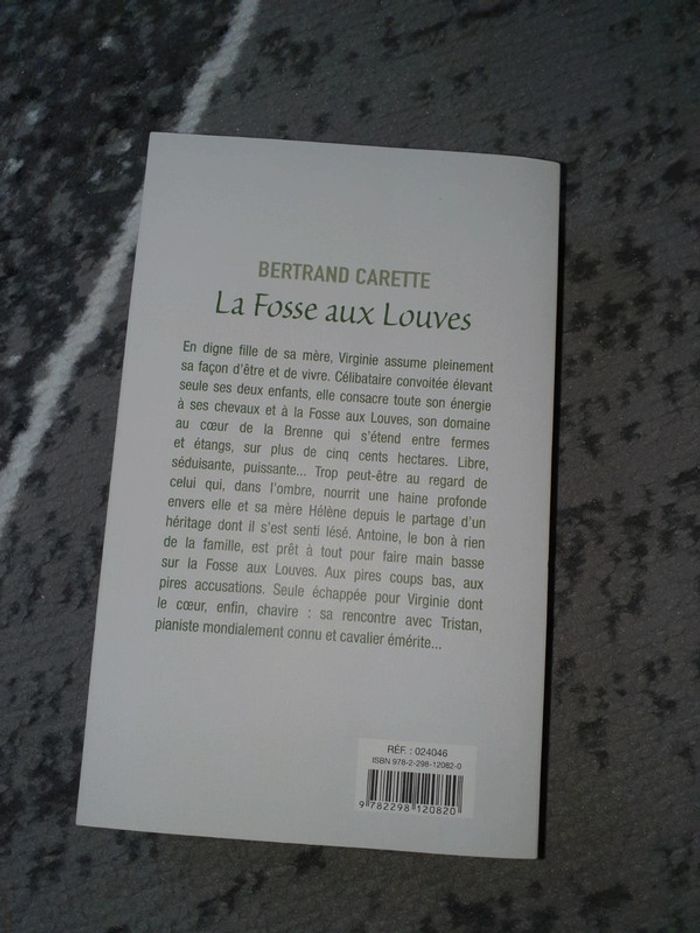 BERTRAND CARETTE
La Fosse aux Louves
En digne fille de sa mère, Virginie assume pleinement
sa façon d'être et de vivre. Célibataire convoitée élevant
seule ses deux enfants, elle consacre toute son énergie
à ses chevaux et à la Fosse aux Louves, son domaine
au cœur de la Brenne qui s'étend entre fermes
et étangs, sur plus de cinq cents hectares. Libre,
séduisante, puissante... Trop peut-être au regard de
celui qui, dans l'ombre, nourrit une haine profonde
envers elle et sa mère Hélène depuis le partage d'un
héritage dont il s'est senti lésé. Antoine, le bon à rien
de la famille, est prêt à tout pour faire main basse
sur la Fosse aux Louves. Aux pires coups bas, aux
pires accusations. Seule échappée pour Virginie dont
le cœur, enfin, chavire : sa rencontre avec Tristan,
pianiste mondialement connu et cavalier émérite...
RÉF. : 024046
ISBN 978-2-298-12082-0
9 782298 120820